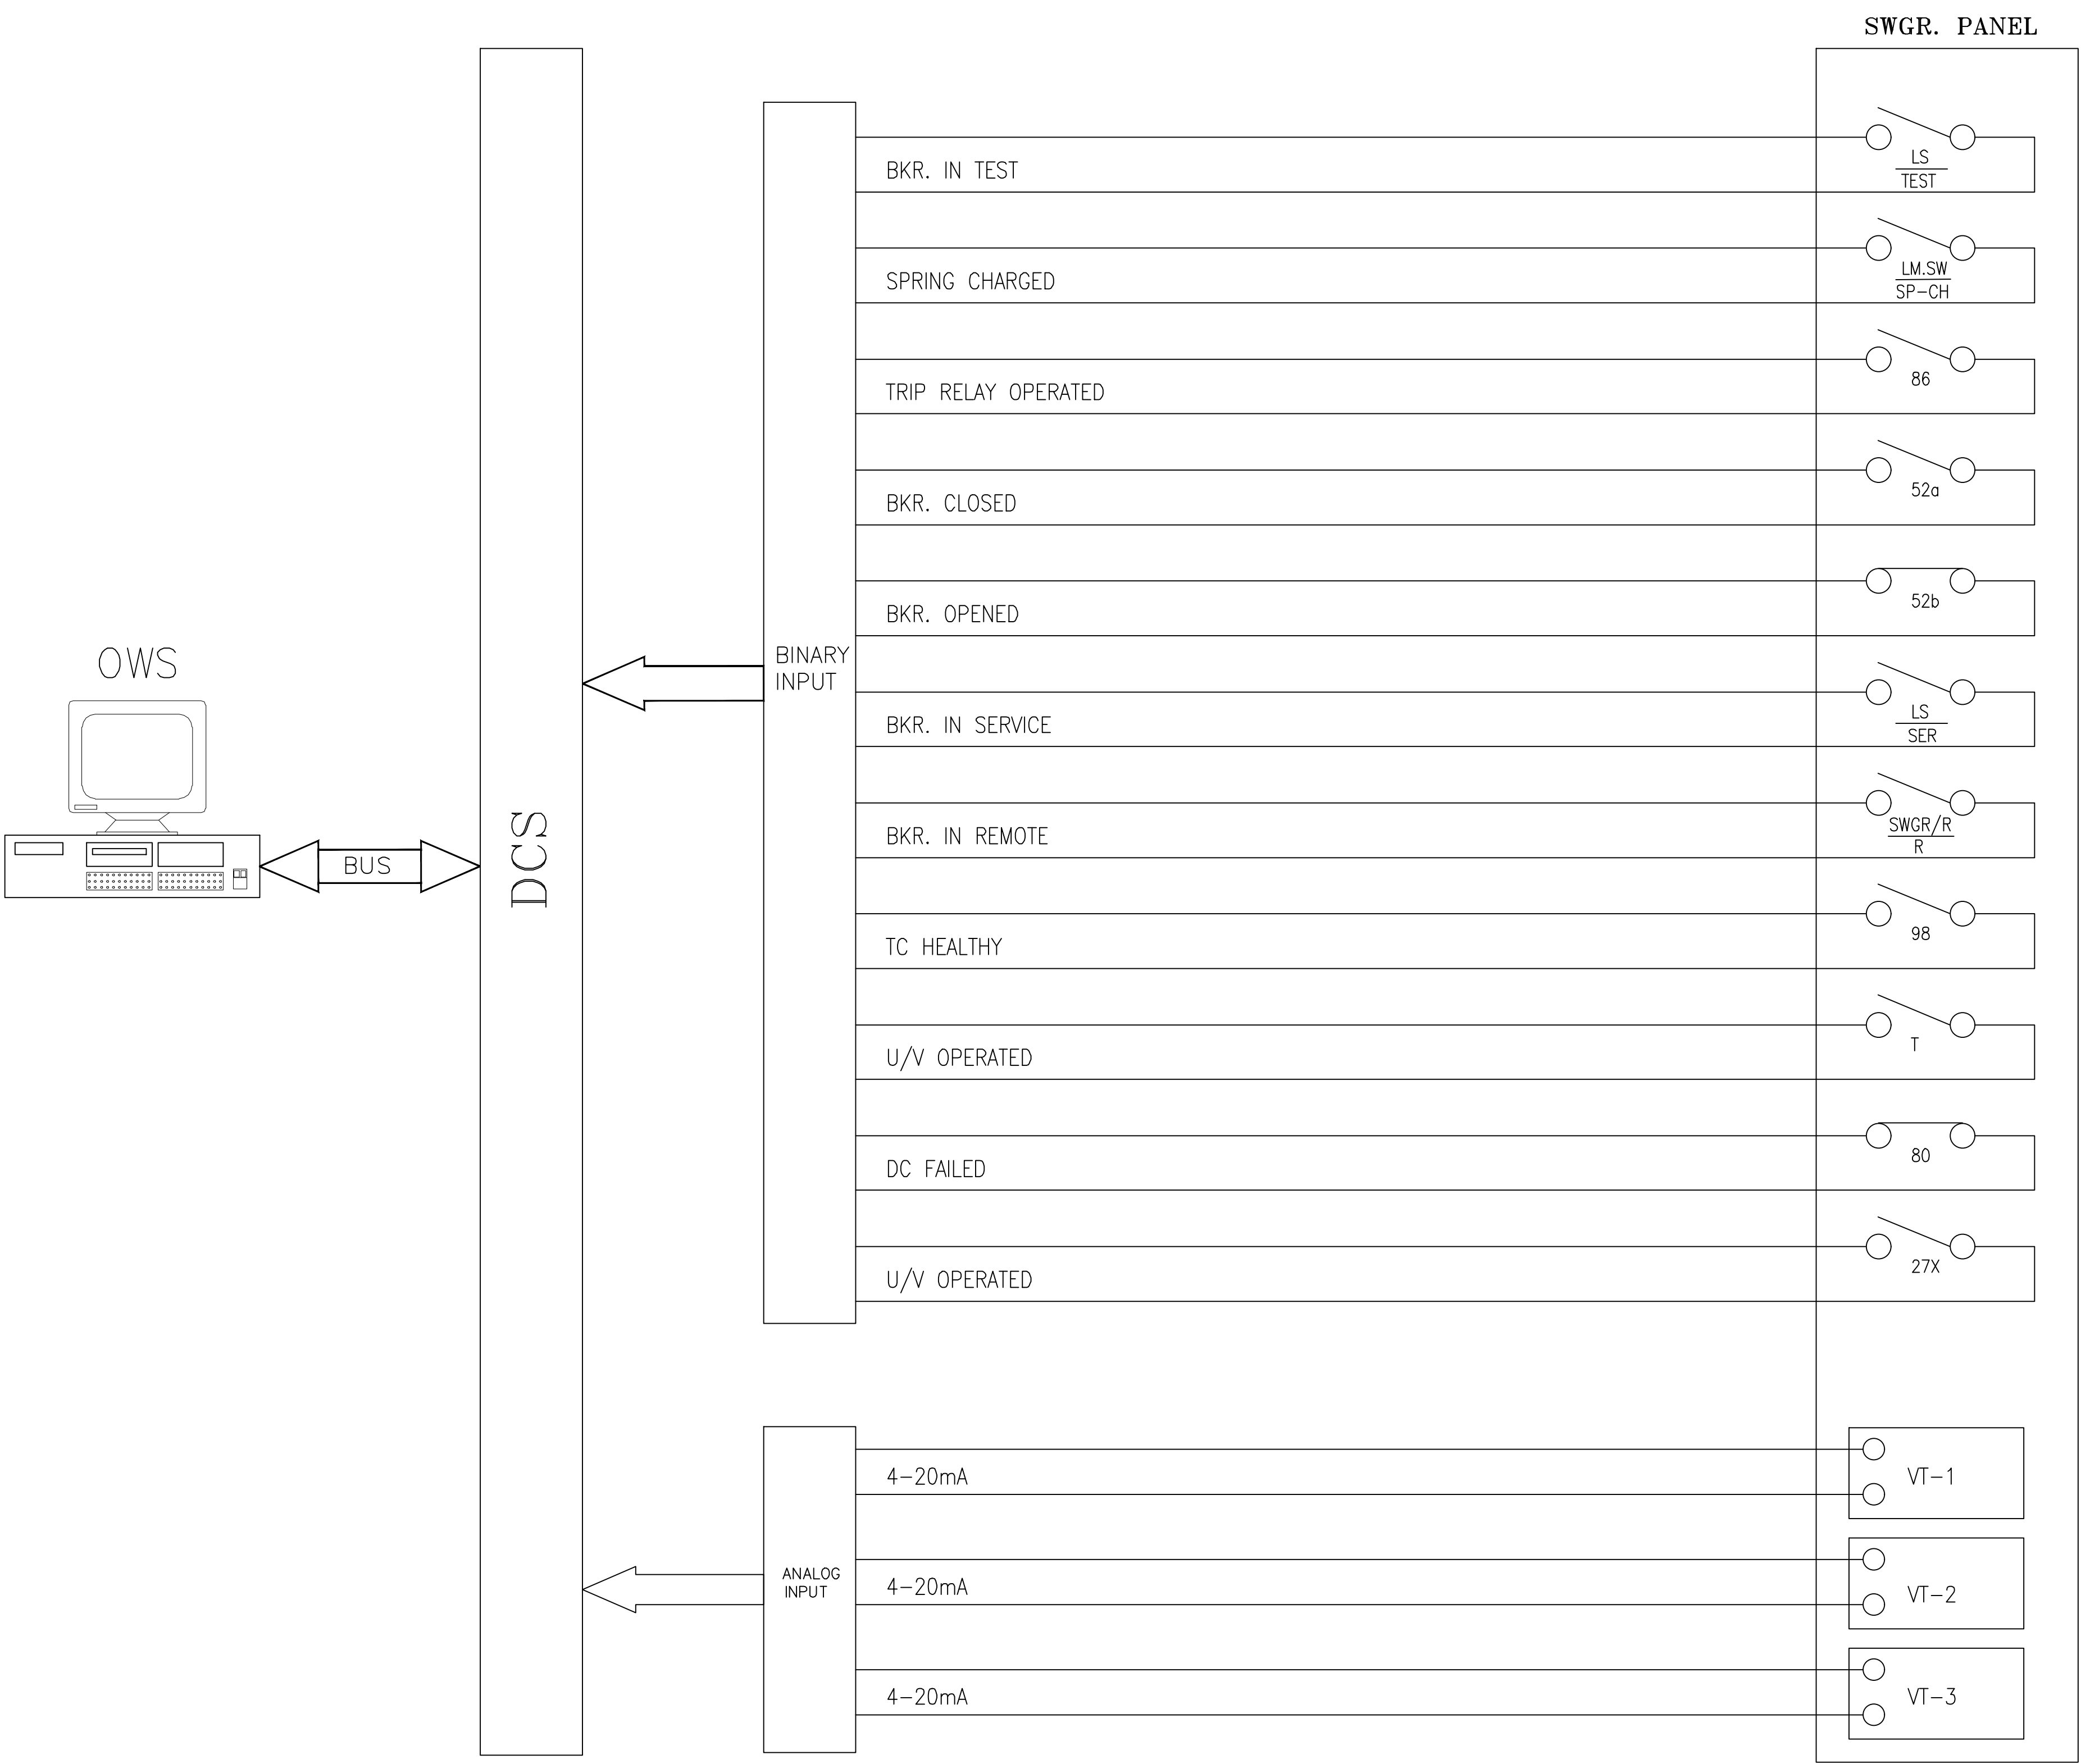 SWGR. PANEL
BKR. IN TEST
LS
TEST
SPRING CHARGED
LM.SW
SP-CH
TRIP RELAY OPERATED
86
BKR. CLOSED
52a
BKR. OPENED
52b
OWS
BINARY
INPUT
BKR. IN SERVICE
LS
SER
BUS
DCS
BKR. IN REMOTE
SWGR/R
R
TC HEALTHY
98
U/V OPERATED
T
DC FAILED
80
U/V OPERATED
27X
4-20mA
VT-1
ANALOG
INPUT
4-20mA
VT-2
4-20mA
VT-3